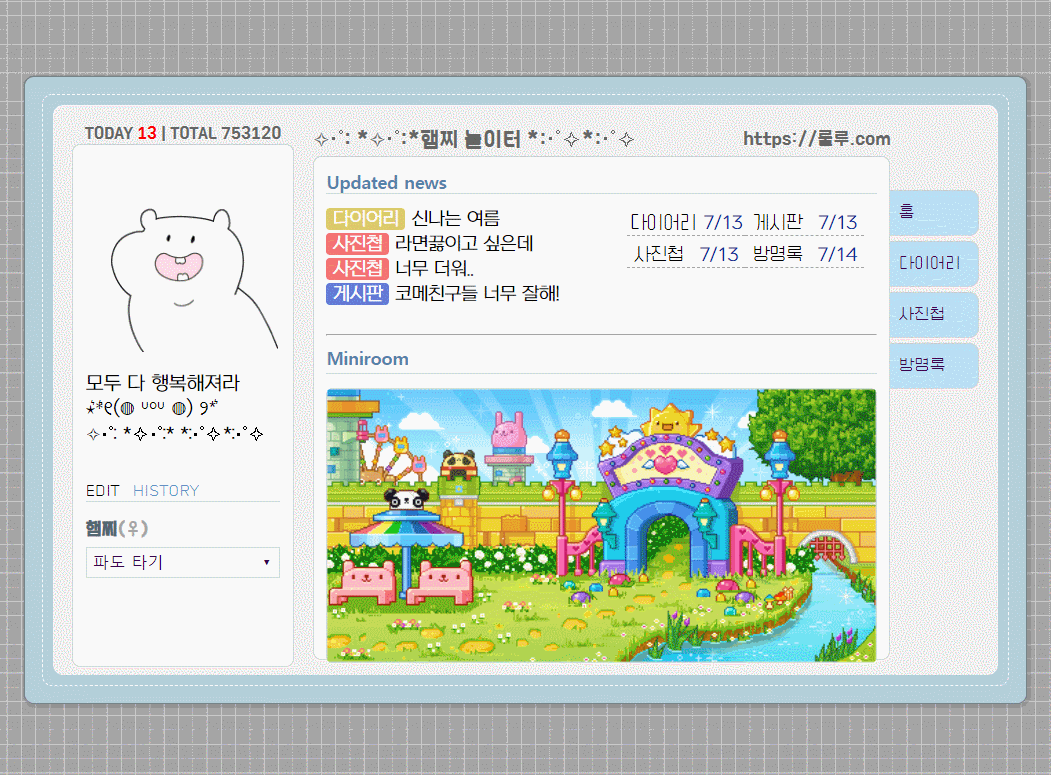 TODAY 13 | TOTAL 753120
✧･ﾟ: *✧･ﾟ:*햄찌 놀이터 *:･ﾟ✧*:･ﾟ✧
https://룰루.com
모두 다 행복해져라
⁎⁺˳✧༚
✧･ﾟ: *✧･ﾟ:* *:･ﾟ✧*:･ﾟ✧
EDIT HISTORY
햄찌(♀)
파도 타기 ▼
Updated news
다이어리 신나는 여름
사진첩 라면끓이고 싶은데
사진첩 너무 더워..
게시판 코메친구들 너무 잘해!
다이어리 7/13 게시판 7/13
사진첩 7/13 방명록 7/14
Miniroom
홈
다이어리
사진첩
방명록